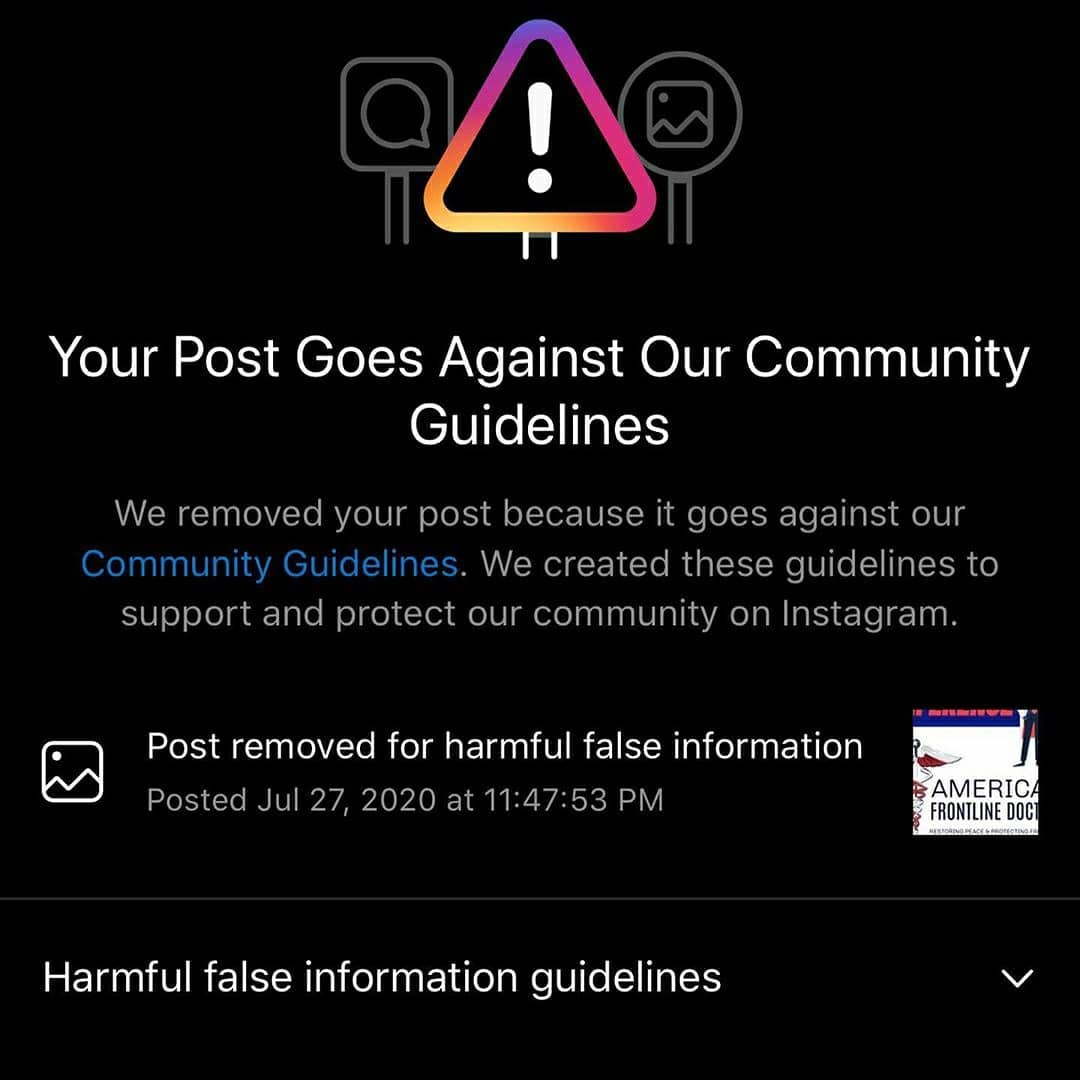 Your Post Goes Against Our Community
Guidelines
We removed your post because it goes against our
Community Guidelines. We created these guidelines to
support and protect our community on Instagram.
Post removed for harmful false information
Posted Jul 27, 2020 at 11:47:53 PM
AMERICA
FRONTLINE DOCT
RESTORING PEACE & PROTECTING
Harmful false information guidelines